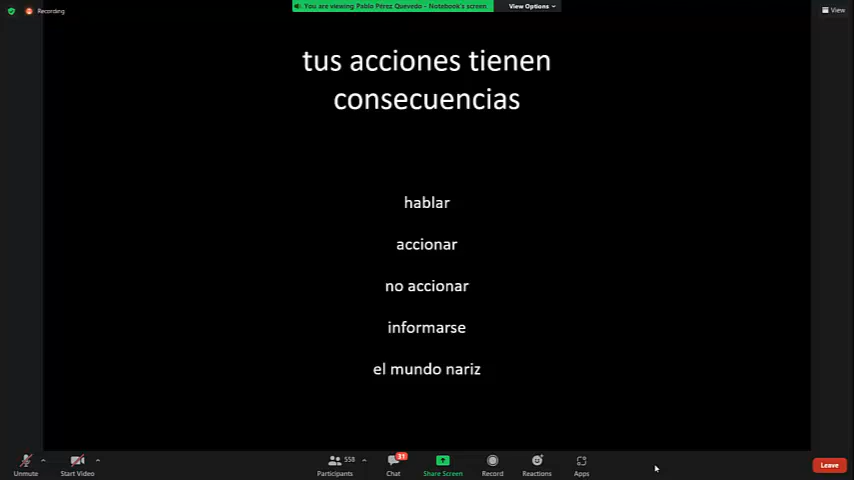 Recording
You are viewing Pablo Pérez Quevedo - Notebook's screen
View Options
View
tus acciones tienen
consecuencias
hablar
accionar
no accionar
informarse
el mundo nariz
Unmute
Start Video
558
Participants
31
Chat
Share Screen
Record
Reactions
Apps
Leave